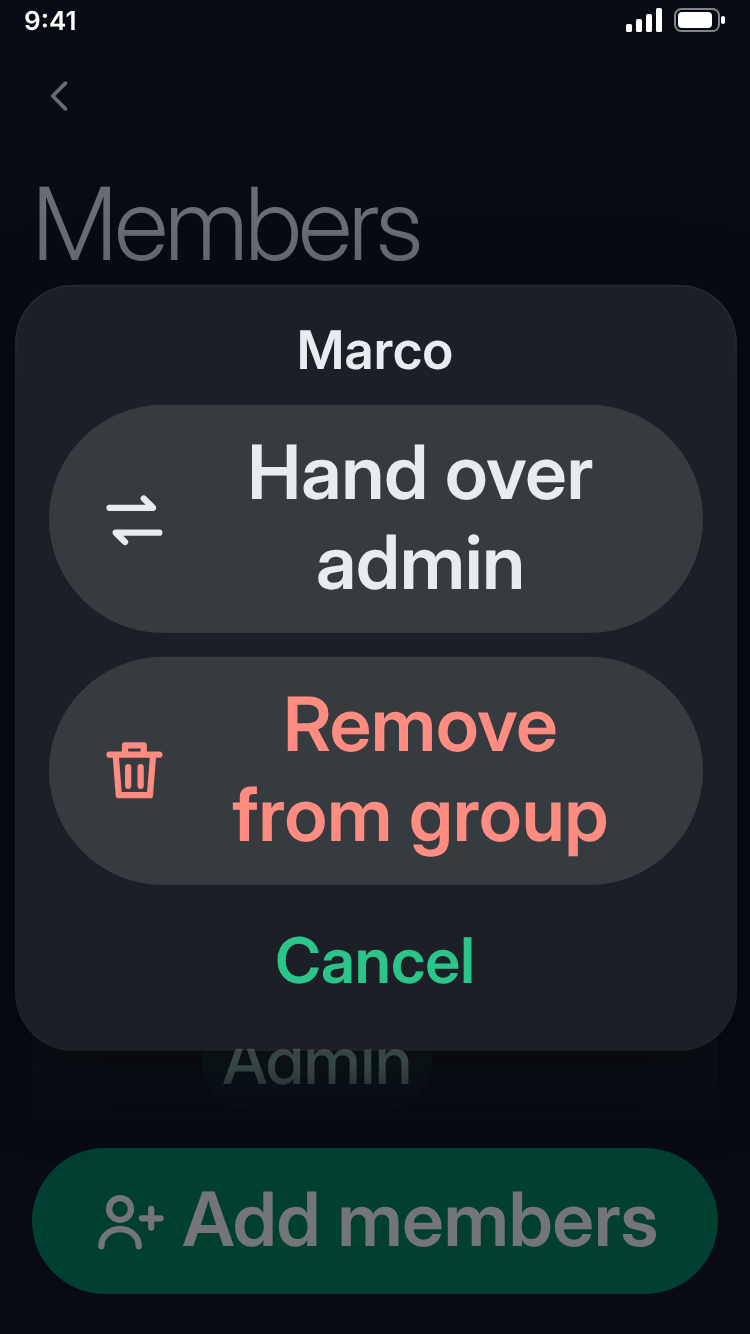 9:41
Members
Marco
Hand over
admin
Remove
from group
Cancel
Admin
Add members